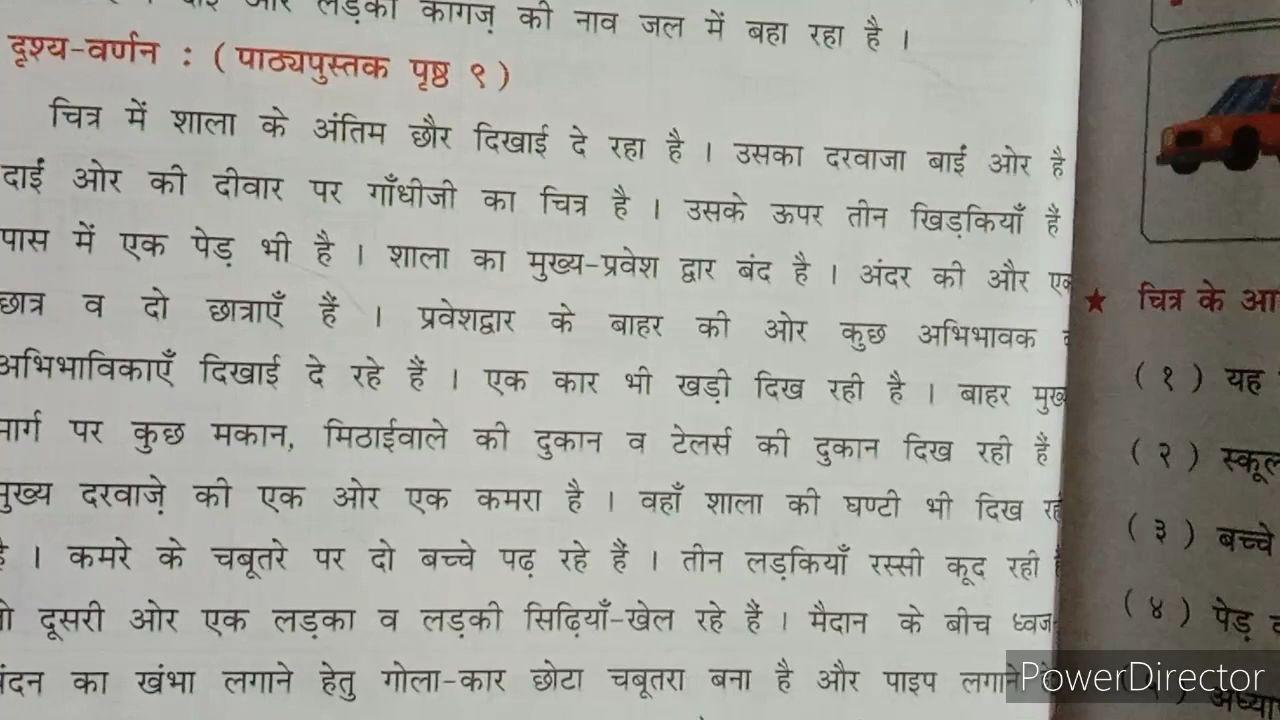 और लड़का कागज़ की नाव जल में बहा रहा है ।
दृश्य-वर्णन : ( पाठ्यपुस्तक पृष्ठ ९ )
चित्र में शाला के अंतिम छौर दिखाई दे रहा है । उसका दरवाजा बाईं ओर है
दाईं ओर की दीवार पर गाँधीजी का चित्र है । उसके ऊपर तीन खिड़कियाँ हैं
पास में एक पेड़ भी है । शाला का मुख्य-प्रवेश द्वार बंद है । अंदर की और एक
छात्र व दो छात्राएँ हैं । प्रवेशद्वार के बाहर की ओर कुछ अभिभावक
अभिभाविकाएँ दिखाई दे रहे हैं । एक कार भी खड़ी दिख रही है । बाहर मुख्य
मार्ग पर कुछ मकान, मिठाईवाले की दुकान व टेलर्स की दुकान दिख रही हैं
मुख्य दरवाज़े की एक ओर एक कमरा है । वहाँ शाला की घण्टी भी दिख
है । कमरे के चबूतरे पर दो बच्चे पढ़ रहे हैं । तीन लड़कियाँ रस्सी कूद रही
दूसरी ओर एक लड़का व लड़की सिढ़ियाँ-खेल रहे है । मैदान के बीच ध्वज-
का खंभा लगाने हेतु गोला-कार छोटा चबूतरा बना है और पाइप लगाने
★ चित्र के
( १ ) यह
( २ ) स्कूल
( ३ ) बच्चे
( ४ ) पेड़
PowerDirector